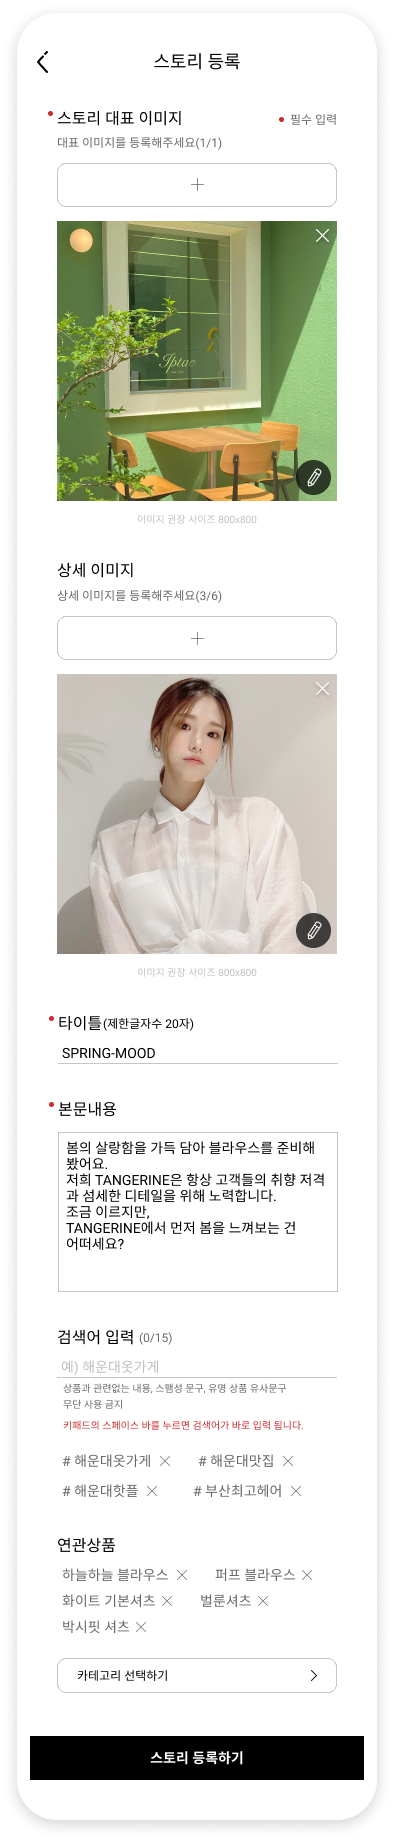 스토리 등록
스토리 대표 이미지
필수 입력
대표 이미지를 등록해주세요(1/1)
이미지 권장 사이즈 800x800
상세 이미지
상세 이미지를 등록해주세요(3/6)
이미지 권장 사이즈 800x800
타이틀(제한글자수 20자)
SPRING-MOOD
본문내용
봄의 살랑함을 가득 담아 블라우스를 준비해
봤어요.
저희 TANGERINE은 항상 고객들의 취향 저격
과 섬세한 디테일을 위해 노력합니다.
조금 이르지만,
TANGERINE에서 먼저 봄을 느껴보는 건
어떠세요?
검색어 입력 (0/15)
예) 해운대옷가게
상품과 관련없는 내용, 스팸성 문구, 유명 상품 유사문구
무단 사용 금지
키패드의 스페이스 바를 누르면 검색어가 바로 입력 됩니다.
# 해운대옷가게
# 해운대맛집
# 해운대핫플
# 부산최고헤어
연관상품
하늘하늘 블라우스
퍼프 블라우스
화이트 기본셔츠
벌룬셔츠
박시핏 셔츠
카테고리 선택하기
스토리 등록하기